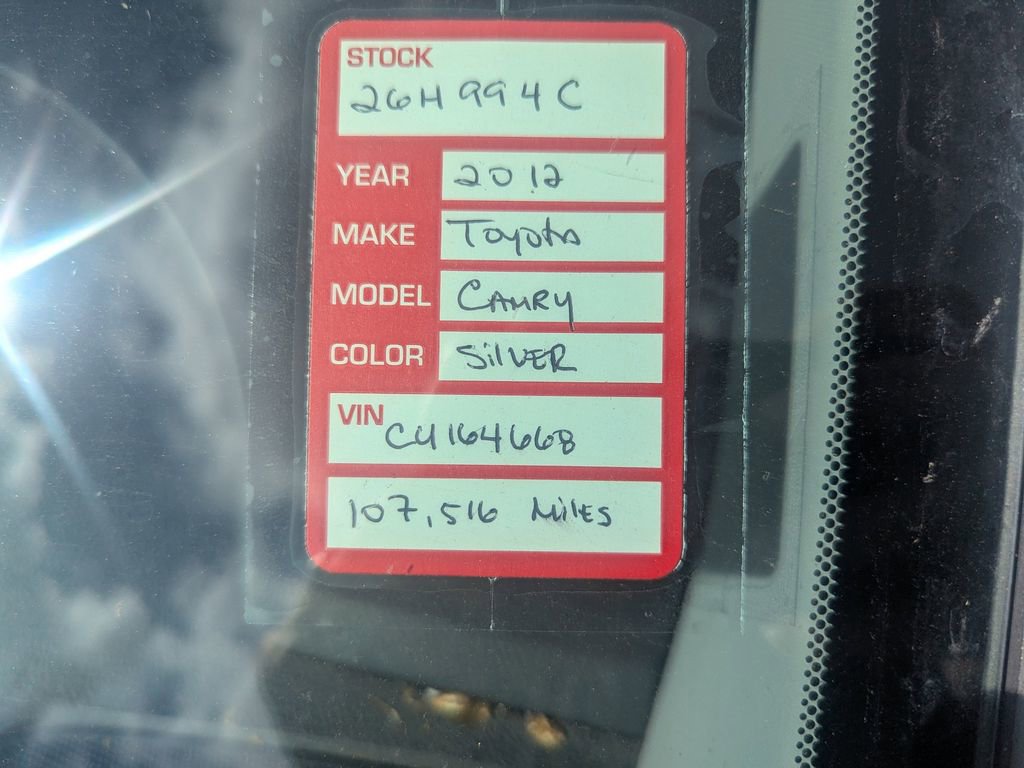 STOCK
26H994C
YEAR 2012
MAKE Toyota
MODEL CAMRY
COLOR SilVER
VIN CU164668
107,516 MilES